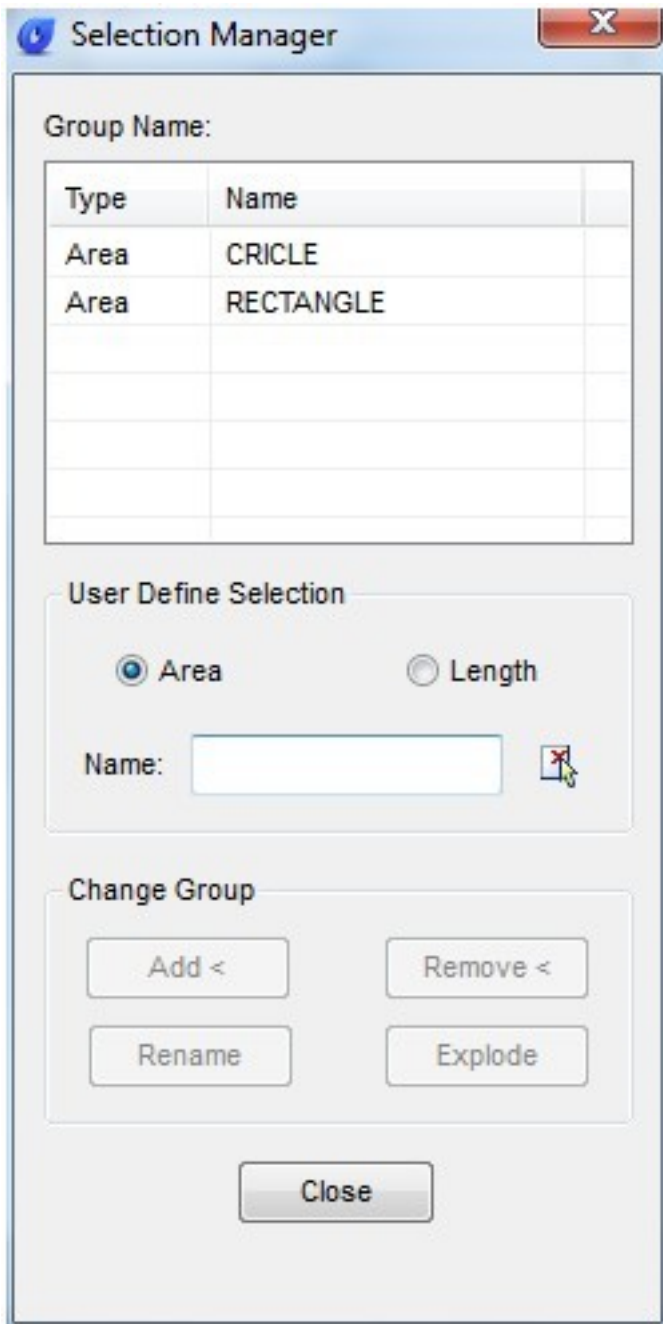 Selection Manager
Group Name:
Type Name
Area CRICLE
Area RECTANGLE
User Define Selection
Area Length
Name:
Change Group
Add < Remove <
Rename Explode
Close